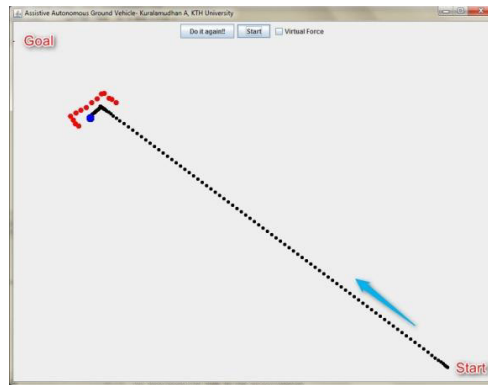 Assistive Autonomous Ground Vehicle- Kuralamudhan A, KTH University
Do it again!! Start Virtual Force
Goal
Start